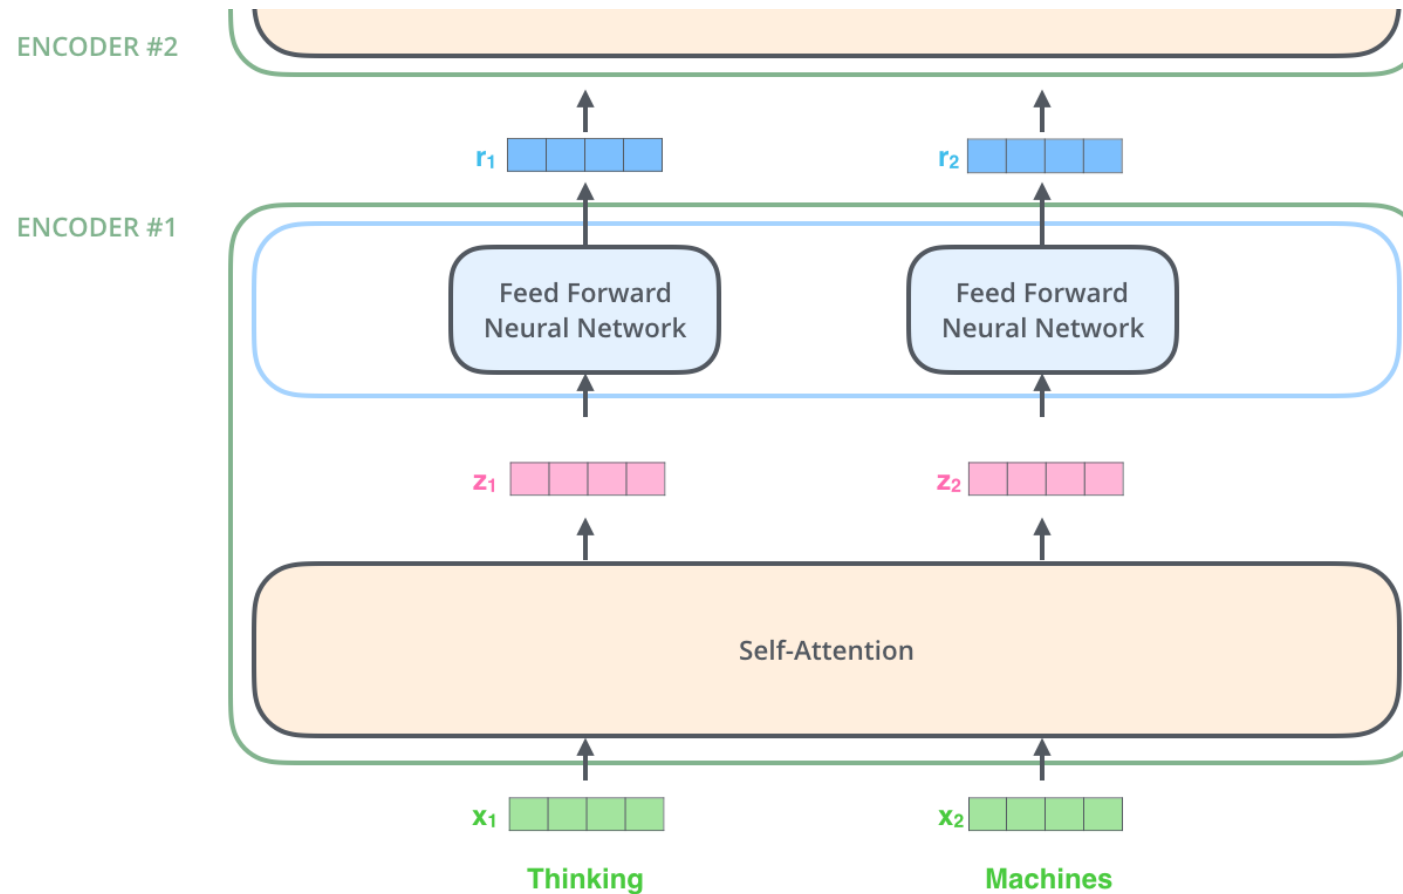 ENCODER #2
r₁
r₂
ENCODER #1
Feed Forward
Neural Network
Feed Forward
Neural Network
z₁
z₂
Self-Attention
x₁
x₂
Thinking
Machines